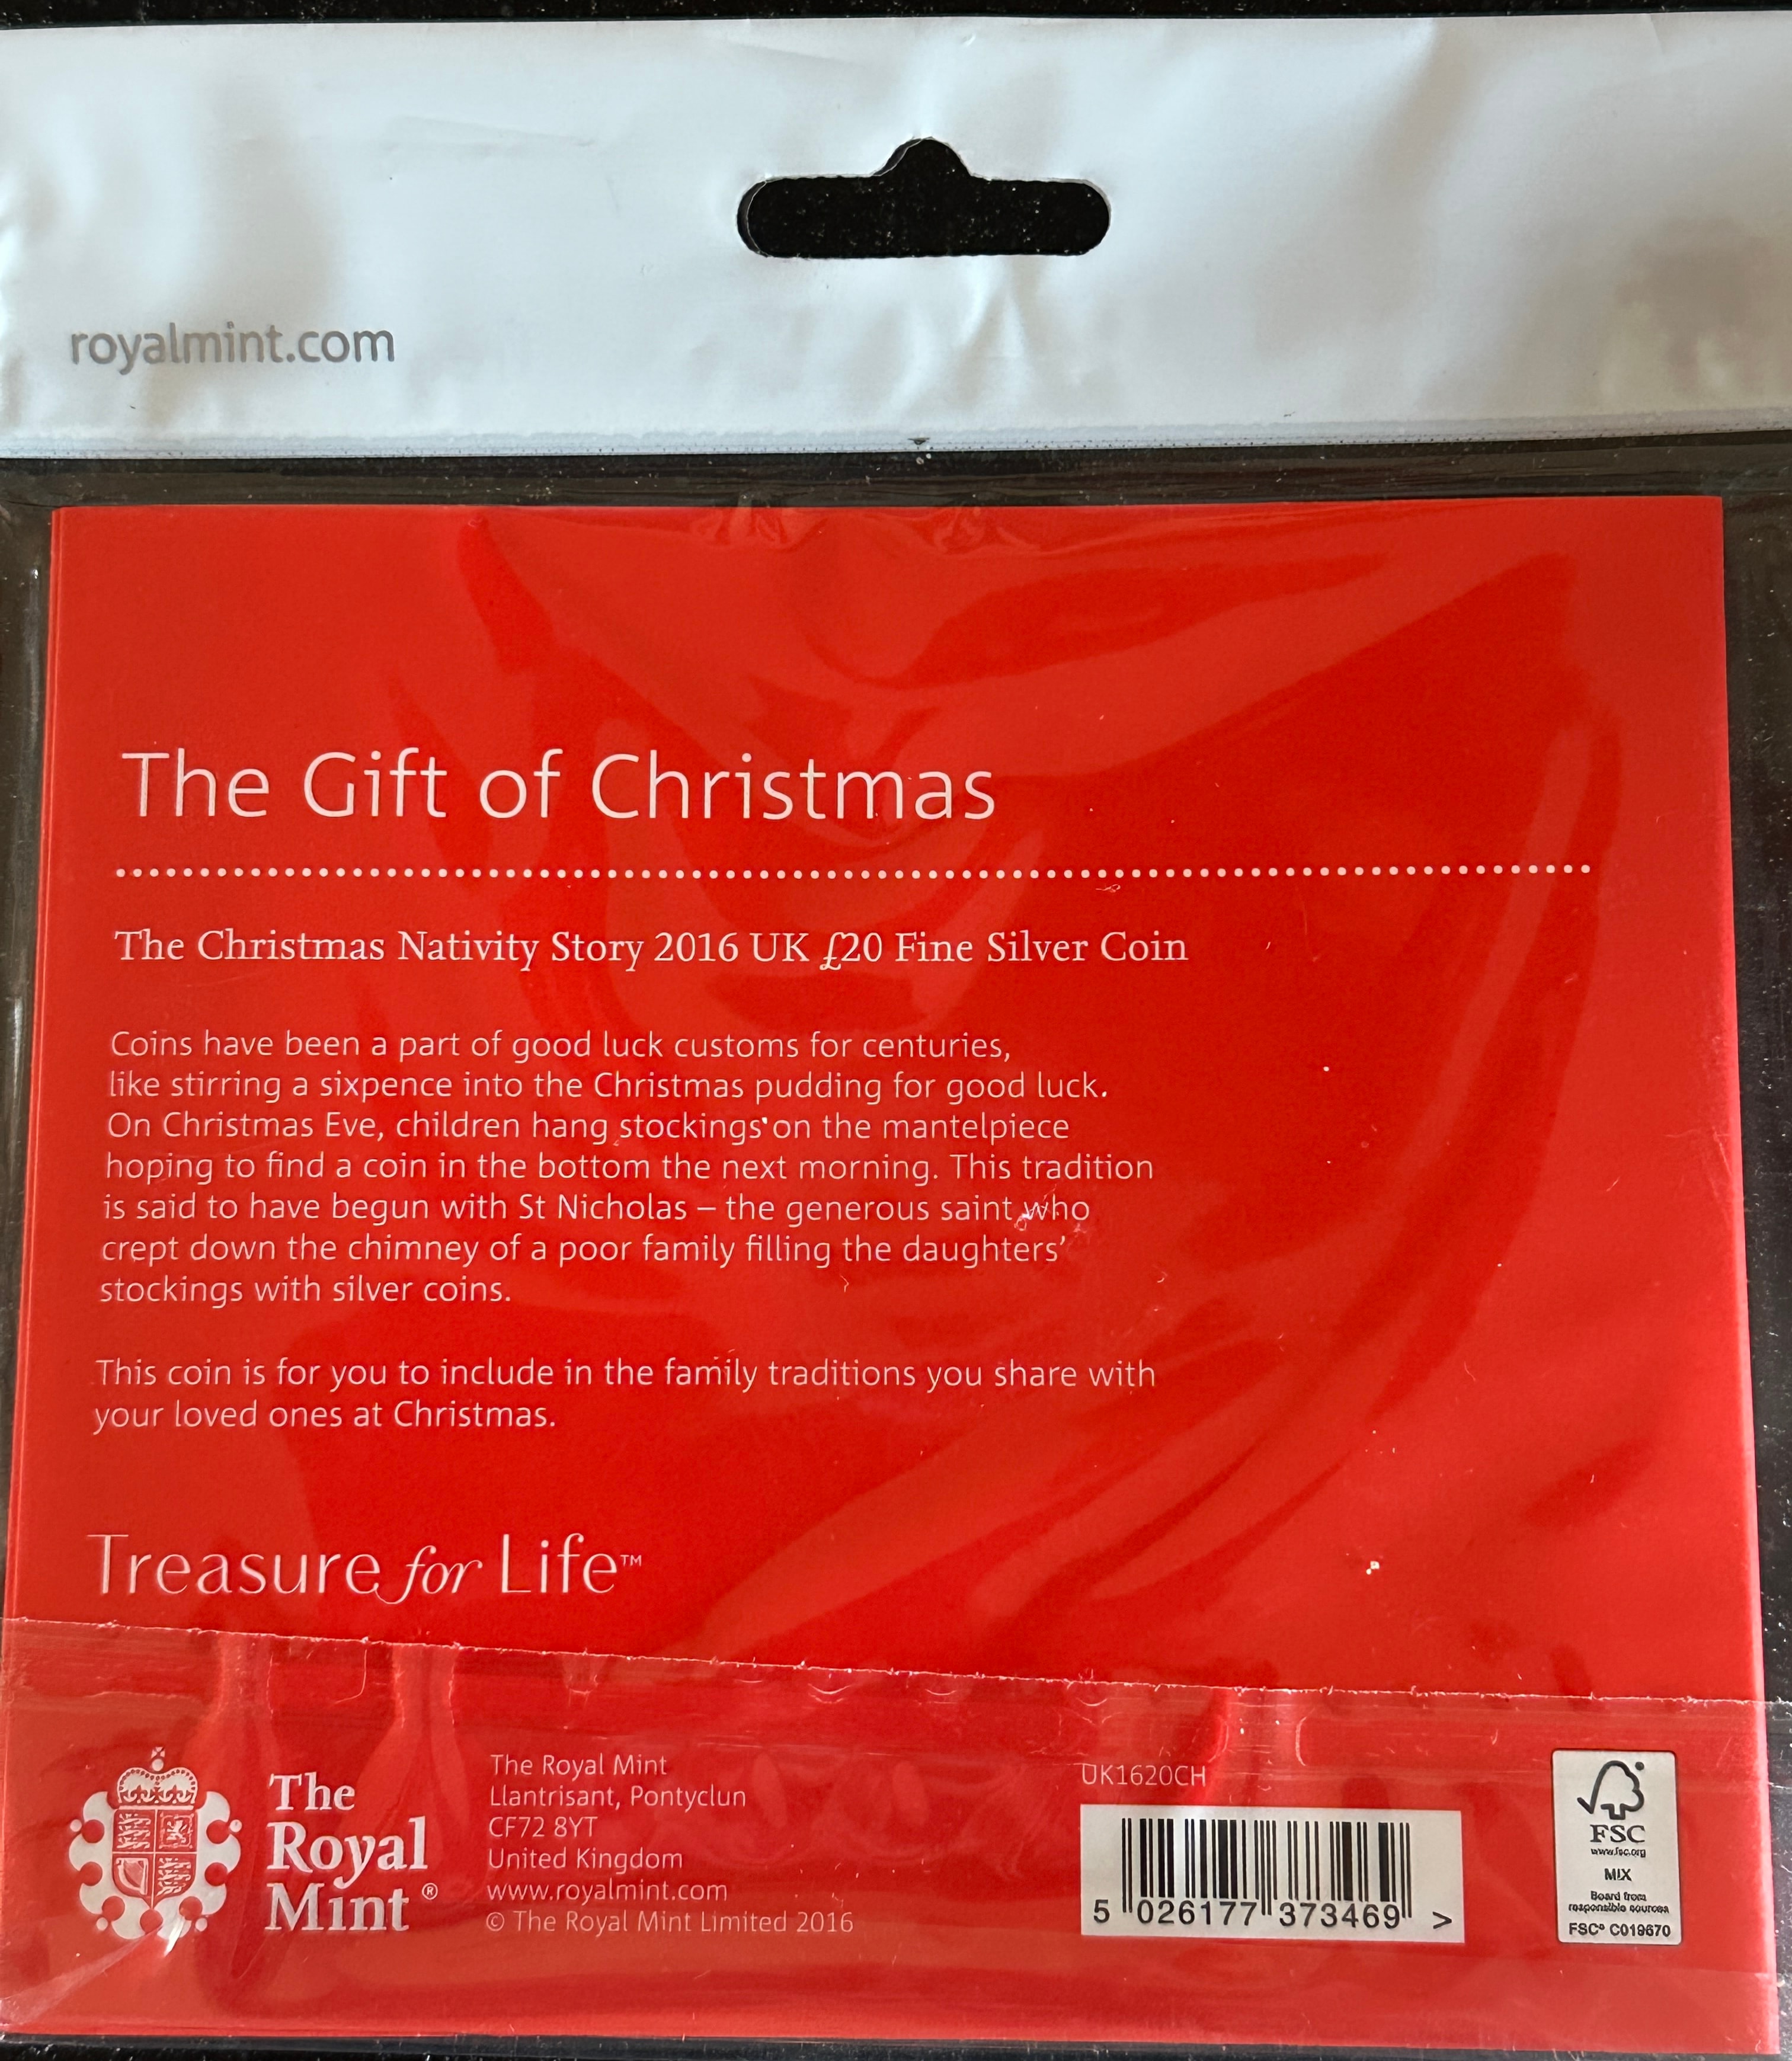 royalmint.com
The Gift of Christmas
The Christmas Nativity Story 2016 UK £20 Fine Silver Coin
Coins have been a part of good luck customs for centuries,
like stirring a sixpence into the Christmas pudding for good luck.
On Christmas Eve, children hang stockings on the mantelpiece
hoping to find a coin in the bottom the next morning. This tradition
is said to have begun with St Nicholas – the generous saint who
crept down the chimney of a poor family filling the daughters’
stockings with silver coins.
This coin is for you to include in the family traditions you share with
your loved ones at Christmas.
Treasure for Life™
The
Royal
Mint®
The Royal Mint
Llantrisant, Pontyclun
CF72 8YT
United Kingdom
www.royalmint.com
© The Royal Mint Limited 2016
UK1620CH
5 026177 373469 >
FSC
www.fsc.org
MIX
Board from
responsible sources
FSC® C019670